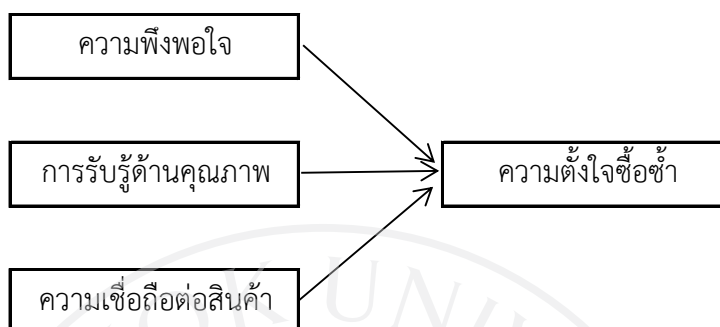 ความพึงพอใจ
การรับรู้ด้านคุณภาพ
ความตั้งใจซื้อซ้ำ
ความเชื่อถือต่อสินค้า